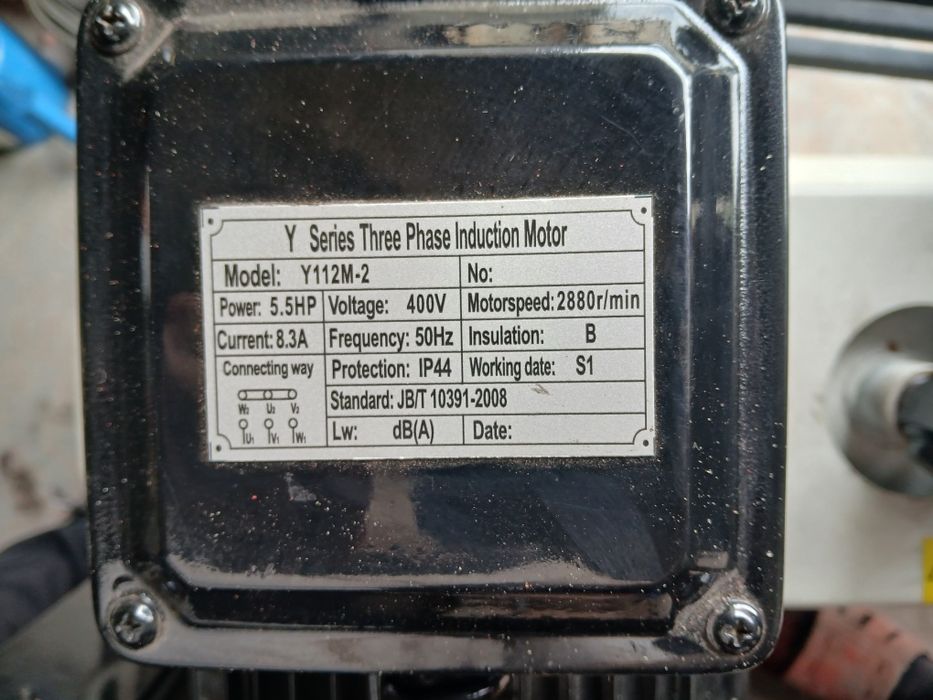 Y Series Three Phase Induction Motor
Model: Y112M-2 No:
Power: 5.5HP Voltage: 400V Motorspeed: 2880r/min
Current: 8.3A Frequency: 50Hz Insulation: B
Connecting way Protection: IP44 Working date: S1
Standard: JB/T 10391-2008
W₂ U₂ V₂
Lw: dB(A) Date:
U₁ V₁ W₁